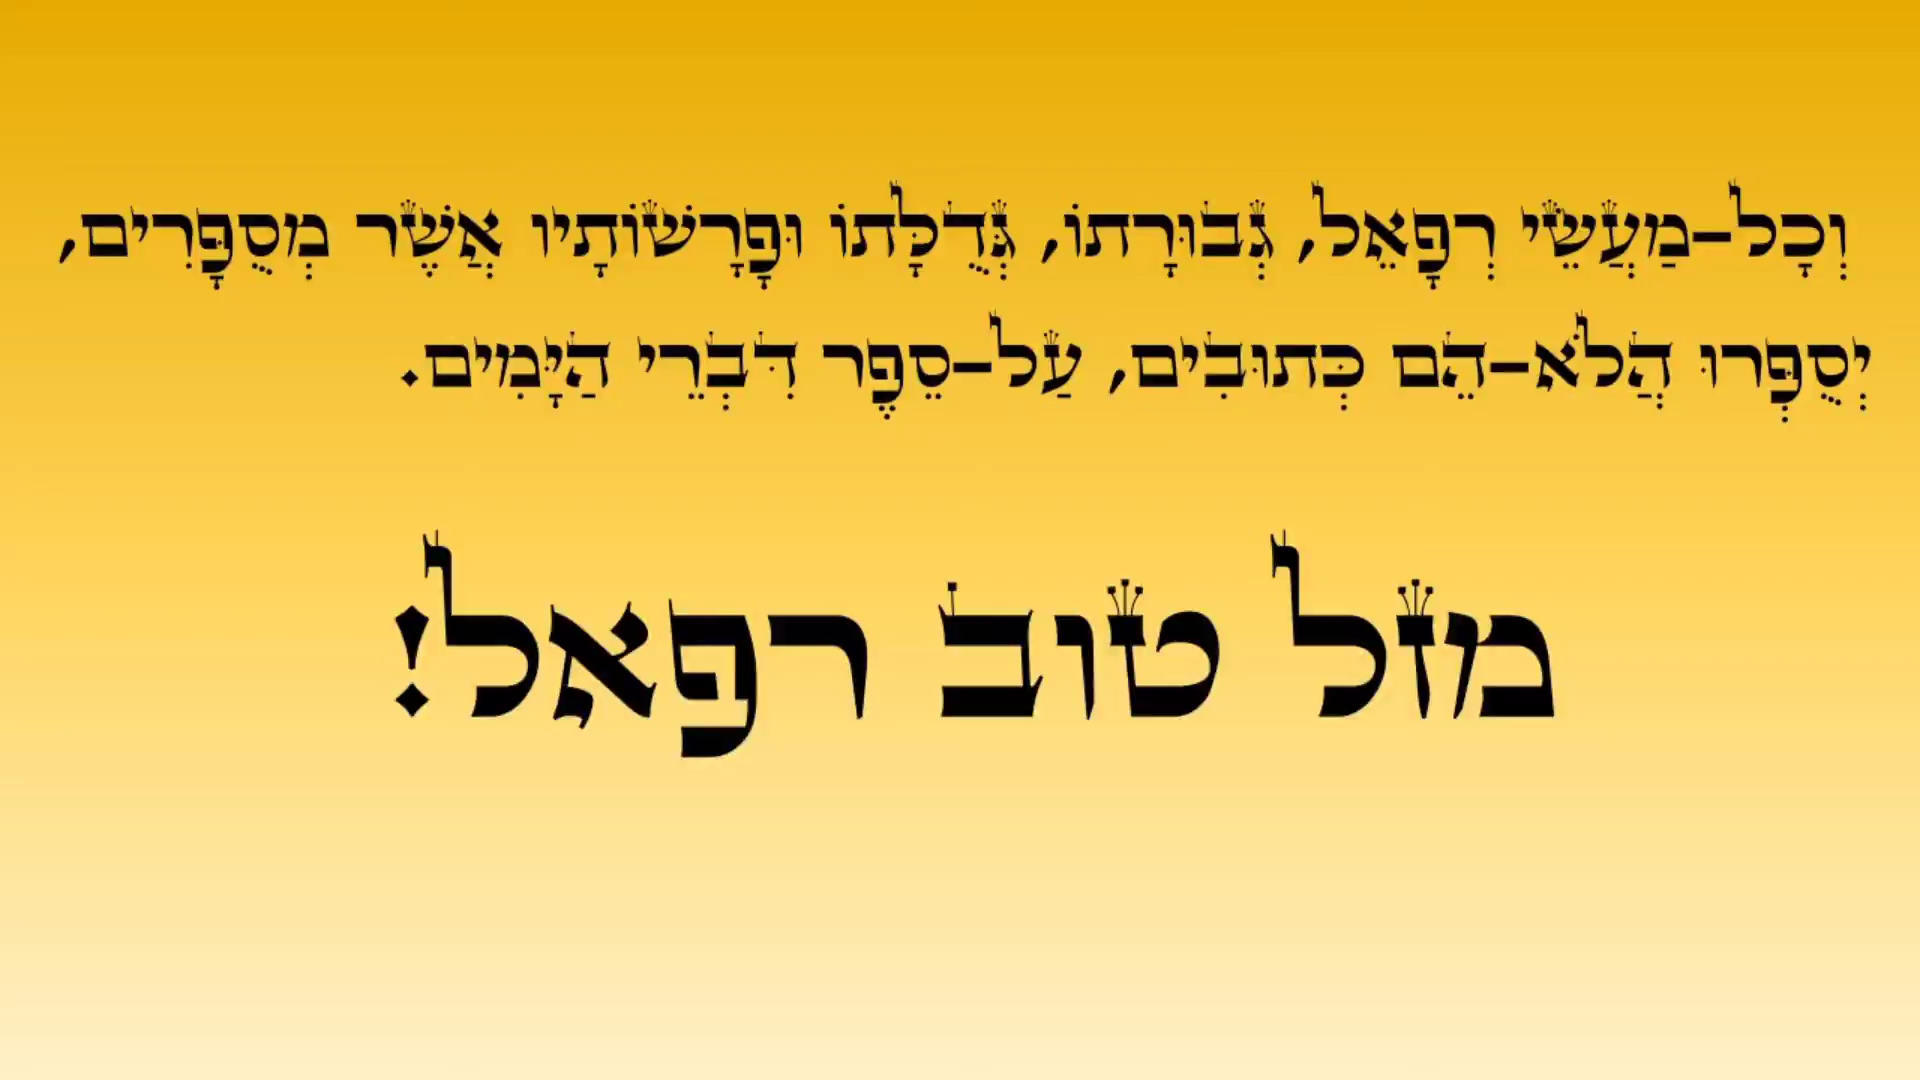 וְכָל-מַעֲשֵׂי רְפָאֵל, גְּבוּרָתוֹ, גְּדֻלָּתוֹ וּפָּרָשׁוֹתָיו אֲשֶׁר מְסֻפָּרִים,
יְסֻפְּרוּ הֲלֹא-הֵם כְּתוּבִים, עַל-סֵפֶר דִּבְרֵי הַיָּמִים.
מזל טוב רפאל!